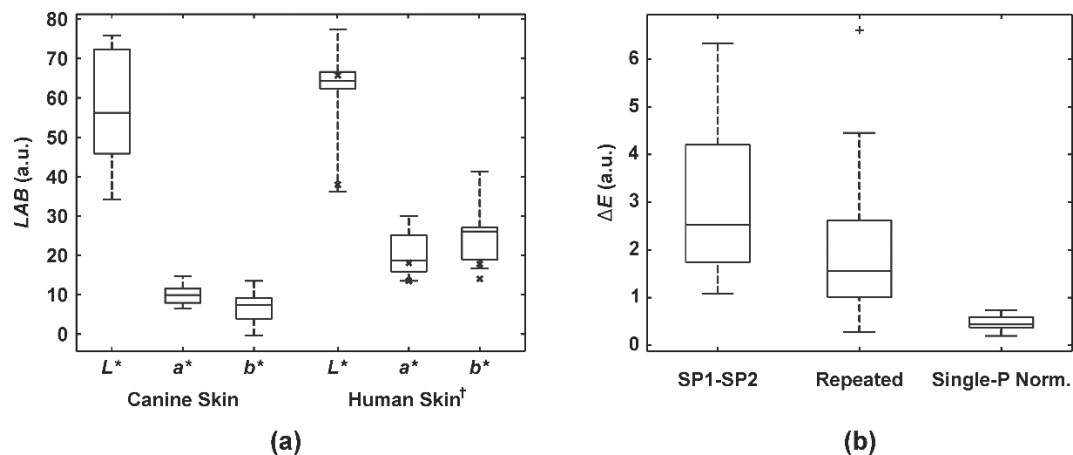 80
70
60
50
40
30
20
10
0
LAB (a.u.)
L* a* b* L* a* b*
Canine Skin Human Skin†
(a)
6
5
4
3
2
1
0
ΔE (a.u.)
SP1-SP2 Repeated Single-P Norm.
(b)